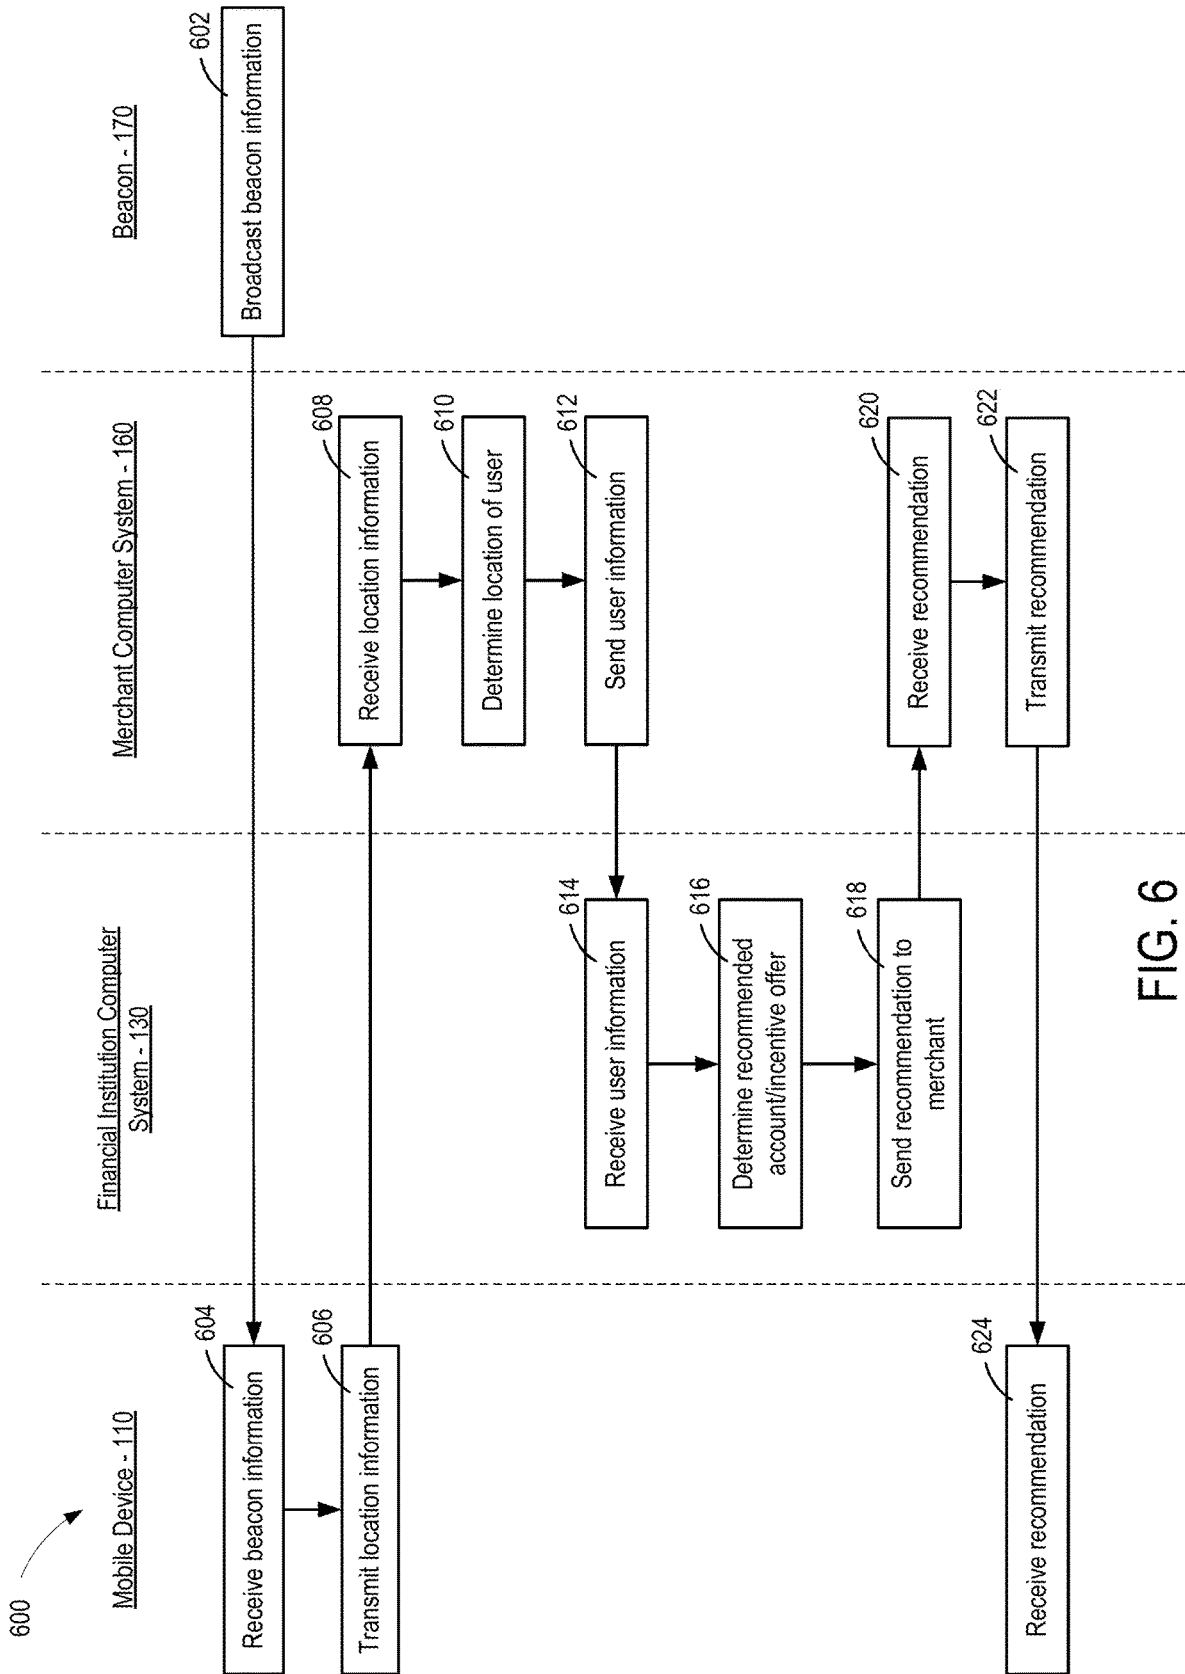 600
Mobile Device - 110
Financial Institution Computer
System - 130
Merchant Computer System - 160
Beacon - 170
602
Broadcast beacon information
604
Receive beacon information
606
Transmit location information
608
Receive location information
610
Determine location of user
612
Send user information
614
Receive user information
616
Determine recommended
account/incentive offer
618
Send recommendation to
merchant
620
Receive recommendation
622
Transmit recommendation
624
Receive recommendation
FIG. 6